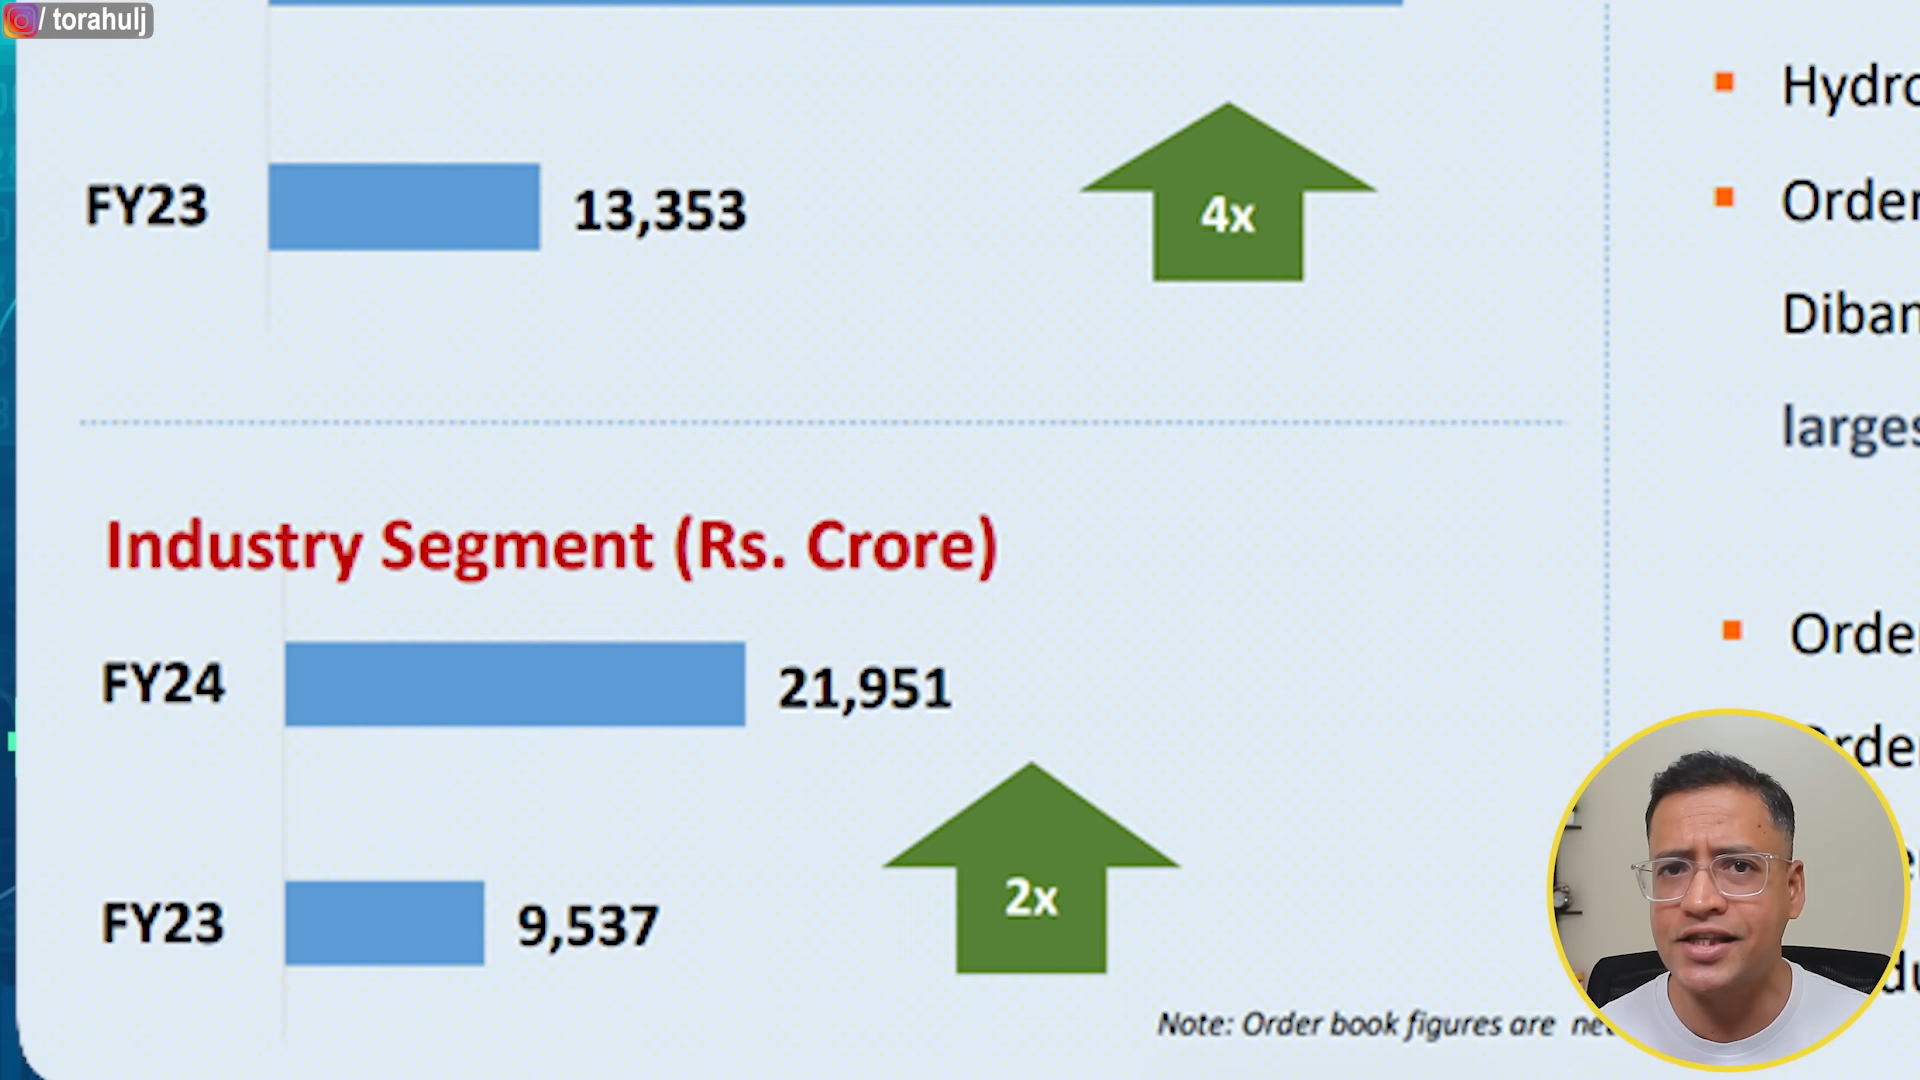 / torahulj
FY23
13,353
4x
Industry Segment (Rs. Crore)
FY24
21,951
2x
FY23
9,537
Note: Order book figures are